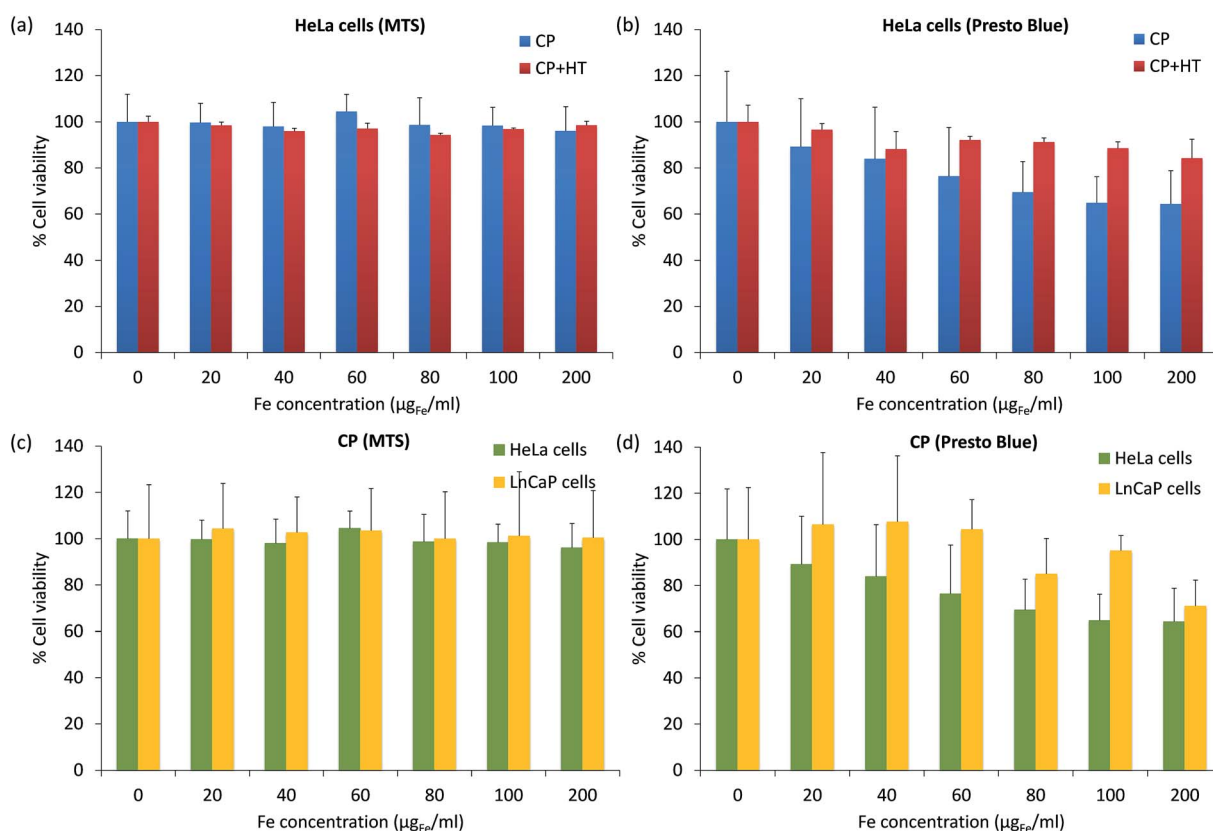 (a)
HeLa cells (MTS)
CP
CP+HT
% Cell viability
140
120
100
80
60
40
20
0
0 20 40 60 80 100 200
Fe concentration (µgFe/ml)
(b)
HeLa cells (Presto Blue)
CP
CP+HT
% Cell viability
140
120
100
80
60
40
20
0
0 20 40 60 80 100 200
Fe concentration (µgFe/ml)
(c)
CP (MTS)
HeLa cells
LnCaP cells
% Cell viability
140
120
100
80
60
40
20
0
0 20 40 60 80 100 200
Fe concentration (µgFe/ml)
(d)
CP (Presto Blue)
HeLa cells
LnCaP cells
% Cell viability
140
120
100
80
60
40
20
0
0 20 40 60 80 100 200
Fe concentration (µgFe/ml)